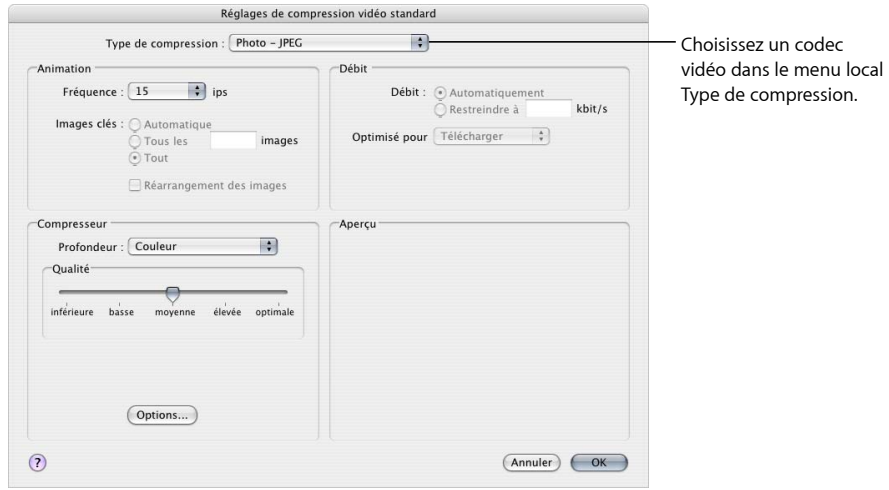 Réglages de compression vidéo standard
Type de compression : Photo – JPEG
Choisissez un codec
vidéo dans le menu local
Type de compression.
Animation
Fréquence : 15 ips
Images clés : Automatique
Tous les images
Tout
Réarrangement des images
Débit
Débit : Automatiquement
Restreindre à kbit/s
Optimisé pour Télécharger
Compresseur
Profondeur : Couleur
Qualité
inférieure basse moyenne élevée optimale
Options...
Aperçu
?
Annuler OK